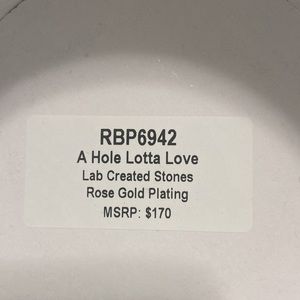 RBP6942
A Hole Lotta Love
Lab Created Stones
Rose Gold Plating
MSRP: $170